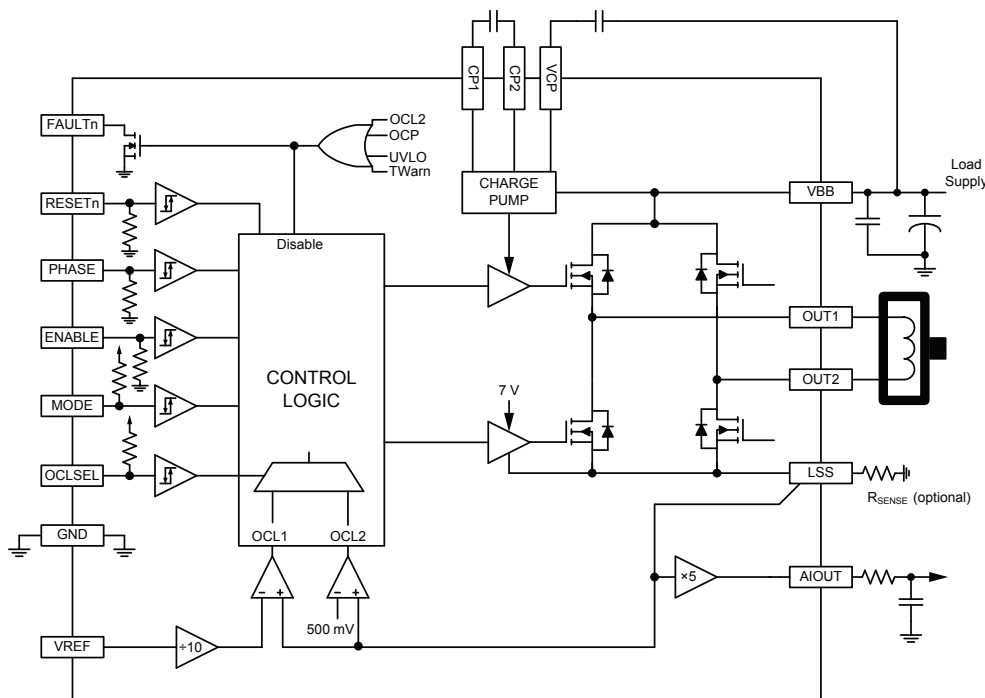 CP1
CP2
VCP
FAULTn
OCL2
OCP
UVLO
TWarn
RESETn
CHARGE
PUMP
VBB
Load
Supply
Disable
PHASE
ENABLE
OUT1
CONTROL
LOGIC
MODE
7 V
OUT2
OCLSEL
LSS
RSENSE (optional)
GND
OCL1
OCL2
×5
AIOUT
– +
– +
500 mV
VREF
÷10